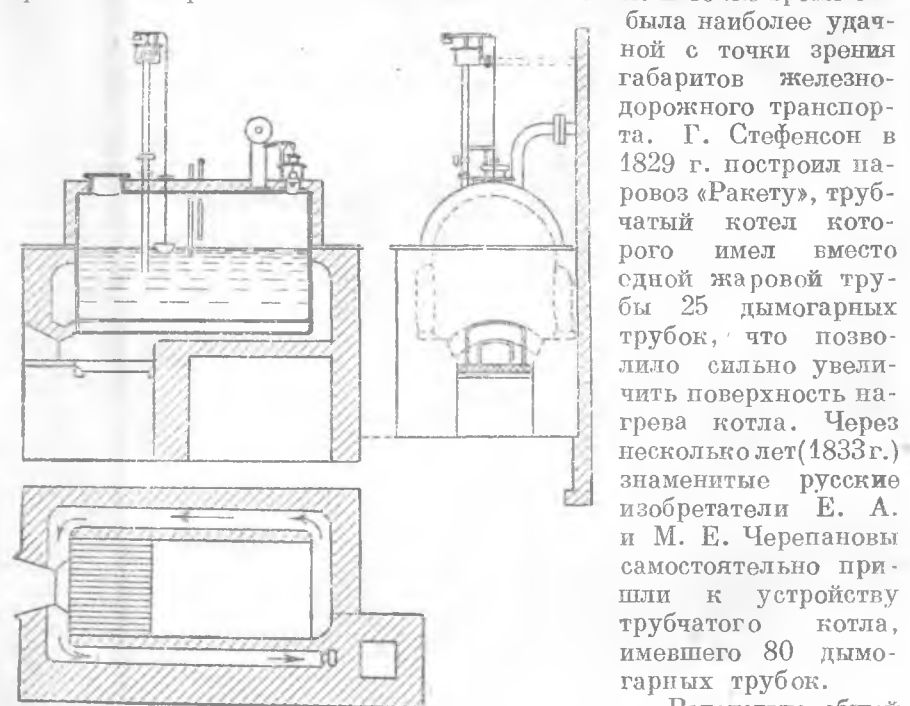 была наиболее удач-
ной с точки зрения
габаритов железно-
дорожного транспор-
та. Г. Стефенсон в
1829 г. построил па-
ровоз «Ракету», труб-
чатый котел кото-
рого имел вместо
одной жаровой тру-
бы 25 дымогарных
трубок, что позво-
лило сильно увели-
чить поверхность на-
грева котла. Через
несколько лет (1833 г.)
знаменитые русские
изобретатели Е. А.
и М. Е. Черепановы
самостоятельно при-
шли к устройству
трубчатого котла,
имевшего 80 дымо-
гарных трубок.